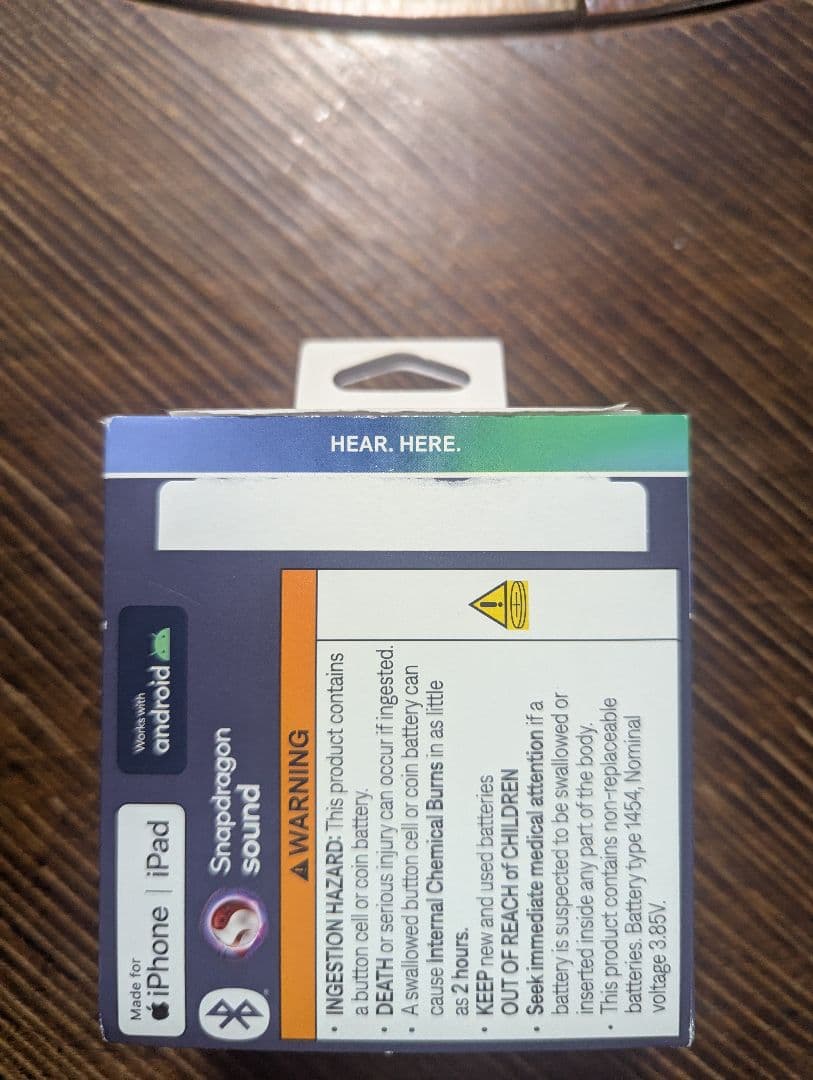 HEAR. HERE.
Made for
iPhone | iPad
Works with
android
Snapdragon
sound
WARNING
• INGESTION HAZARD: This product contains
a button cell or coin battery.
• DEATH or serious injury can occur if ingested.
• A swallowed button cell or coin battery can
cause Internal Chemical Burns in as little
as 2 hours.
• KEEP new and used batteries
OUT OF REACH of CHILDREN
• Seek immediate medical attention if a
battery is suspected to be swallowed or
inserted inside any part of the body.
• This product contains non-replaceable
batteries. Battery type 1454, Nominal
voltage 3.85V.